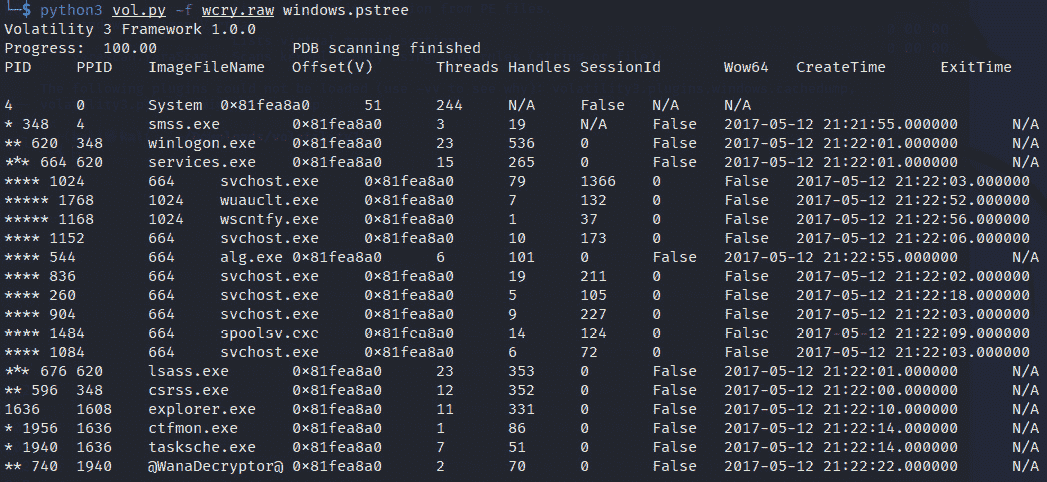 └─$ python3 vol.py -f wcry.raw windows.pstree
Volatility 3 Framework 1.0.0
Progress:  100.00               PDB scanning finished
PID     PPID    ImageFileName   Offset(V)       Threads Handles SessionId       Wow64   CreateTime      ExitTime
4       0       System  0×81fea8a0      51      244     N/A     False   N/A     N/A
* 348   4       smss.exe        0×81fea8a0      3       19      N/A     False   2017-05-12 21:21:55.000000      N/A
** 620  348     winlogon.exe    0×81fea8a0      23      536     0       False   2017-05-12 21:22:01.000000      N/A
*** 664 620     services.exe    0×81fea8a0      15      265     0       False   2017-05-12 21:22:01.000000      N/A
**** 1024       664     svchost.exe     0×81fea8a0      79      1366    0       False   2017-05-12 21:22:03.000000
***** 1768      1024    wuauclt.exe     0×81fea8a0      7       132     0       False   2017-05-12 21:22:52.000000
***** 1168      1024    wscntfy.exe     0×81fea8a0      1       37      0       False   2017-05-12 21:22:56.000000
**** 1152       664     svchost.exe     0×81fea8a0      10      173     0       False   2017-05-12 21:22:06.000000
**** 544        664     alg.exe 0×81fea8a0      6       101     0       False   2017-05-12 21:22:55.000000      N/A
**** 836        664     svchost.exe     0×81fea8a0      19      211     0       False   2017-05-12 21:22:02.000000
**** 260        664     svchost.exe     0×81fea8a0      5       105     0       False   2017-05-12 21:22:18.000000
**** 904        664     svchost.exe     0×81fea8a0      9       227     0       False   2017-05-12 21:22:03.000000
**** 1484       664     spoolsv.exe     0×81fea8a0      14      124     0       False   2017-05-12 21:22:09.000000
**** 1084       664     svchost.exe     0×81fea8a0      6       72      0       False   2017-05-12 21:22:03.000000
*** 676 620     lsass.exe       0×81fea8a0      23      353     0       False   2017-05-12 21:22:01.000000      N/A
** 596  348     csrss.exe       0×81fea8a0      12      352     0       False   2017-05-12 21:22:00.000000      N/A
1636    1608    explorer.exe    0×81fea8a0      11      331     0       False   2017-05-12 21:22:10.000000      N/A
* 1956  1636    ctfmon.exe      0×81fea8a0      1       86      0       False   2017-05-12 21:22:14.000000      N/A
* 1940  1636    tasksche.exe    0×81fea8a0      7       51      0       False   2017-05-12 21:22:14.000000      N/A
** 740  1940    @WanaDecryptor@ 0×81fea8a0      2       70      0       False   2017-05-12 21:22:22.000000      N/A